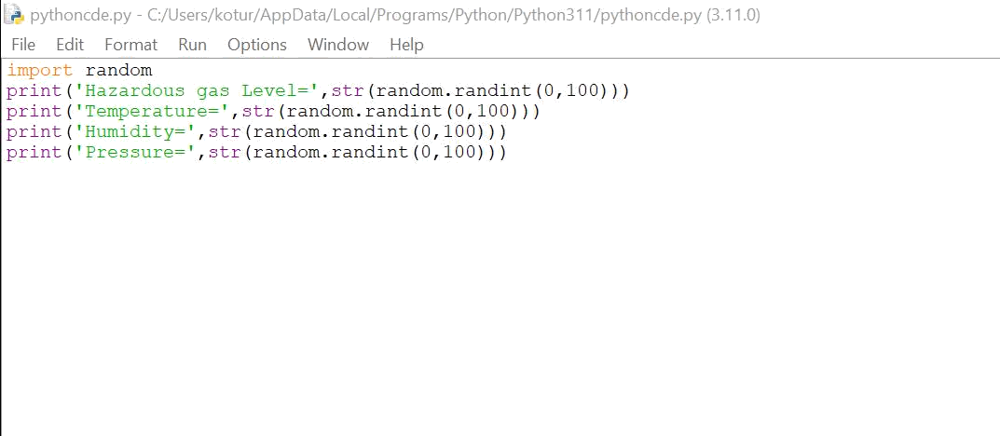 pythoncde.py - C:/Users/kotur/AppData/Local/Programs/Python/Python311/pythoncde.py (3.11.0)
File Edit Format Run Options Window Help
import random
print('Hazardous gas Level=',str(random.randint(0,100)))
print('Temperature=',str(random.randint(0,100)))
print('Humidity=',str(random.randint(0,100)))
print('Pressure=',str(random.randint(0,100)))